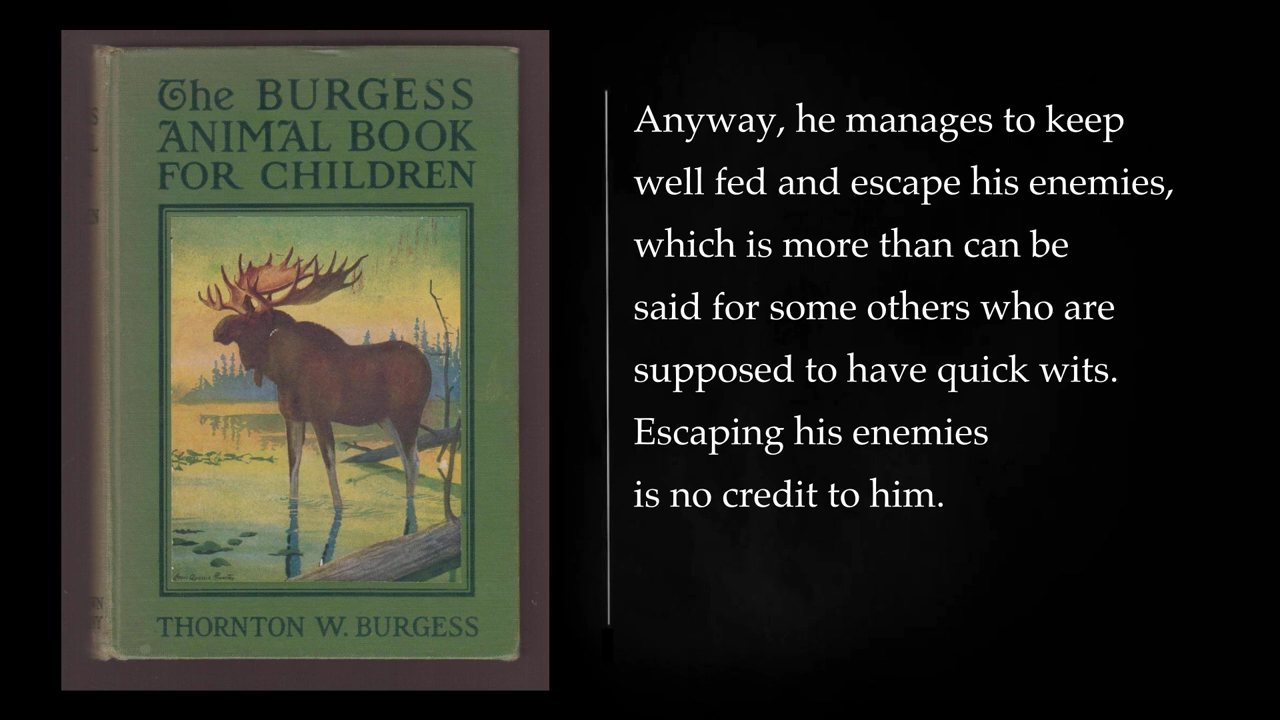 The BURGESS
ANIMAL BOOK
FOR CHILDREN
THORNTON W. BURGESS
Anyway, he manages to keep
well fed and escape his enemies,
which is more than can be
said for some others who are
supposed to have quick wits.
Escaping his enemies
is no credit to him.